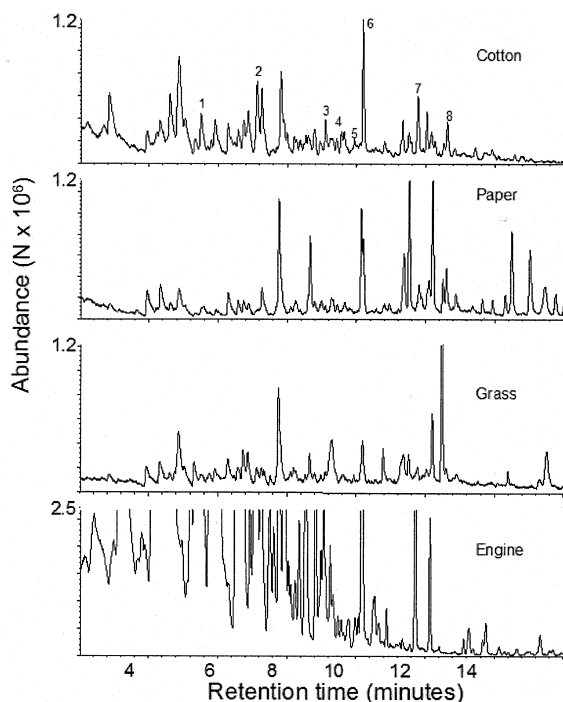 1.2
6
Cotton
2
7
1
3
4
8
5
1.2
Paper
Abundance (N x 10⁶)
1.2
Grass
2.5
Engine
4 6 8 10 12 14
Retention time (minutes)